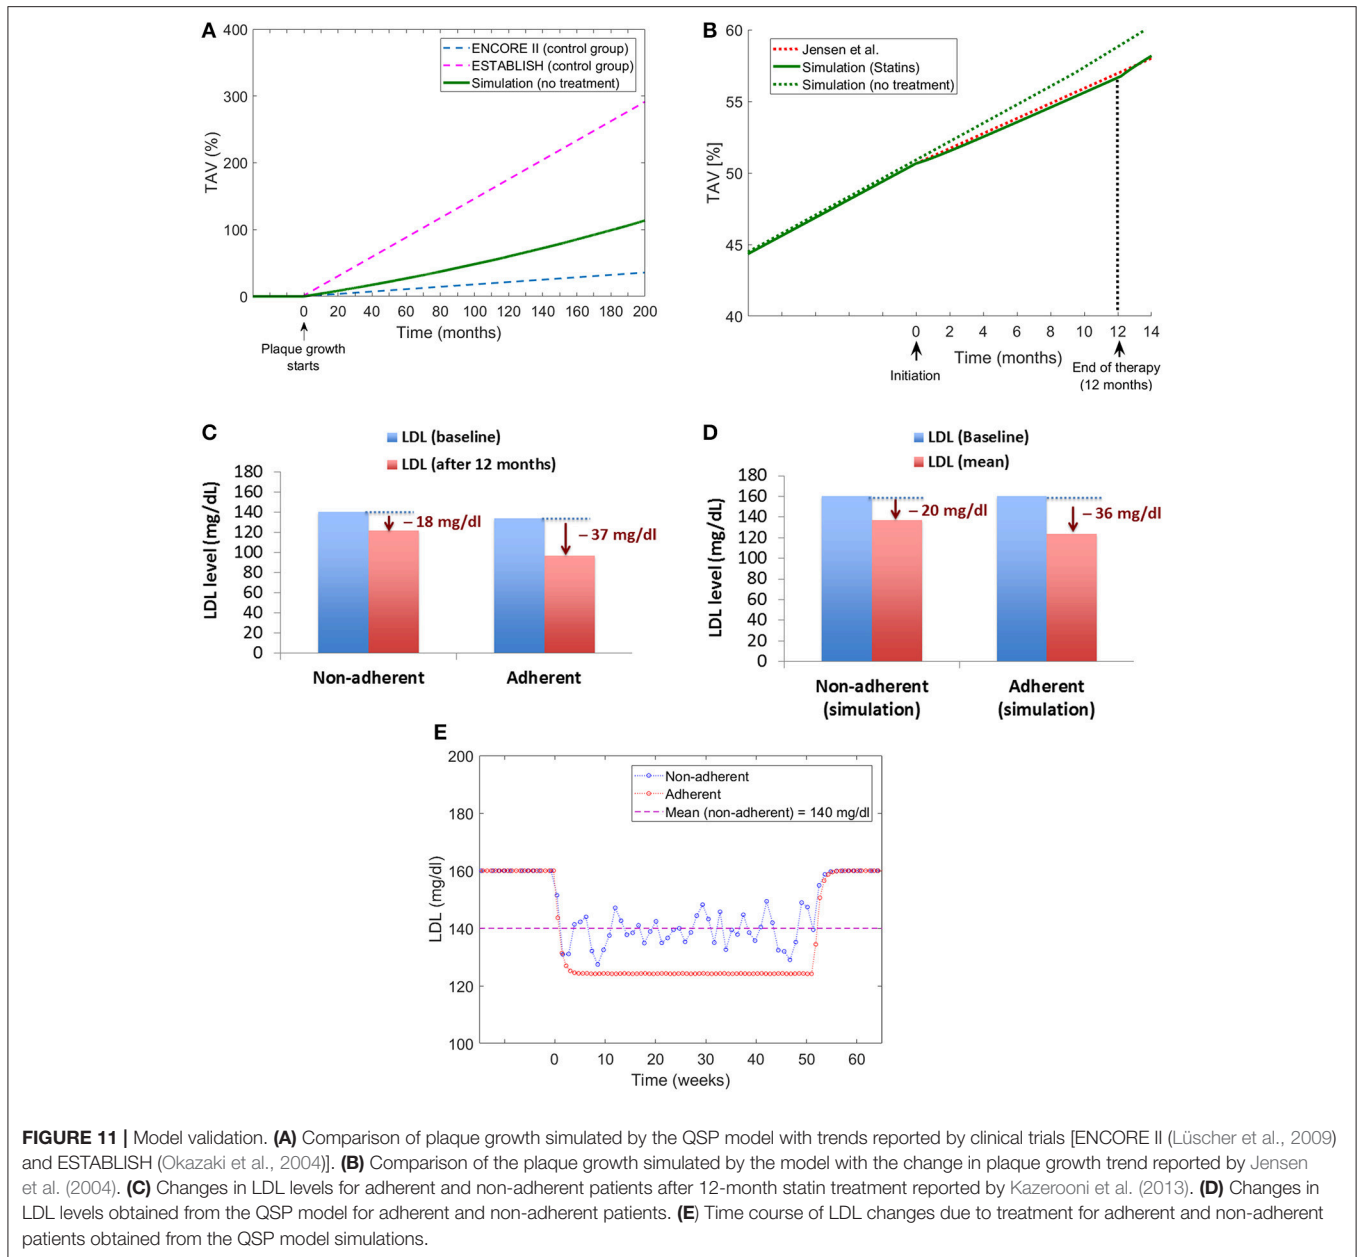 A
400
300
200
100
0
TAV (%)
ENCORE II (control group)
ESTABLISH (control group)
Simulation (no treatment)
0 20 40 60 80 100 120 140 160 180 200
Time (months)
Plaque growth
starts
B
60
55
50
45
40
TAV [%]
Jensen et al.
Simulation (Statins)
Simulation (no treatment)
0 2 4 6 8 10 12 14
Time (months)
Initiation
End of therapy
(12 months)
C
LDL (baseline)
LDL (after 12 months)
LDL level (mg/dL)
180
160
140
120
100
80
60
40
20
0
– 18 mg/dl
– 37 mg/dl
Non-adherent
Adherent
D
LDL (Baseline)
LDL (mean)
LDL level (mg/dL)
180
160
140
120
100
80
60
40
20
0
– 20 mg/dl
– 36 mg/dl
Non-adherent
(simulation)
Adherent
(simulation)
E
200
180
160
140
120
100
LDL (mg/dl)
Non-adherent
Adherent
Mean (non-adherent) = 140 mg/dl
0 10 20 30 40 50 60
Time (weeks)
FIGURE 11 | Model validation. (A) Comparison of plaque growth simulated by the QSP model with trends reported by clinical trials [ENCORE II (Lüscher et al., 2009)
and ESTABLISH (Okazaki et al., 2004)]. (B) Comparison of the plaque growth simulated by the model with the change in plaque growth trend reported by Jensen
et al. (2004). (C) Changes in LDL levels for adherent and non-adherent patients after 12-month statin treatment reported by Kazerooni et al. (2013). (D) Changes in
LDL levels obtained from the QSP model for adherent and non-adherent patients. (E) Time course of LDL changes due to treatment for adherent and non-adherent
patients obtained from the QSP model simulations.